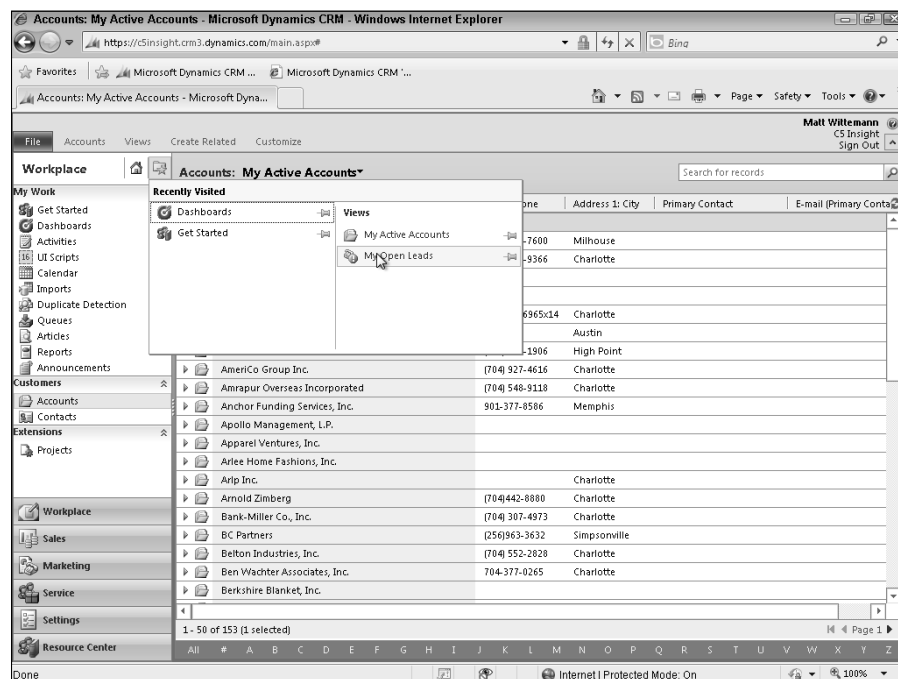 Accounts: My Active Accounts - Microsoft Dynamics CRM - Windows Internet Explorer
https://c5insight.crm3.dynamics.com/main.aspx#
Bing
Favorites Microsoft Dynamics CRM ... Microsoft Dynamics CRM '...
Accounts: My Active Accounts - Microsoft Dyna...
Page Safety Tools
Matt Wittemann
C5 Insight
Sign Out
File Accounts Views Create Related Customize
Workplace
Accounts: My Active Accounts
Search for records
My Work
Get Started
Dashboards
Activities
16 UI Scripts
Calendar
Imports
Duplicate Detection
Queues
Articles
Reports
Announcements
Customers
Accounts
Contacts
Extensions
Projects
Workplace
Sales
Marketing
Service
Settings
Resource Center
Recently Visited
Dashboards
Get Started
Views
My Active Accounts
My Open Leads
one Address 1: City Primary Contact E-mail (Primary Conta
-7600 Milhouse
-9366 Charlotte
6965x14 Charlotte
Austin
-1906 High Point
AmeriCo Group Inc. (704) 927-4616 Charlotte
Amrapur Overseas Incorporated (704) 548-9118 Charlotte
Anchor Funding Services, Inc. 901-377-8586 Memphis
Apollo Management, L.P.
Apparel Ventures, Inc.
Arlee Home Fashions, Inc.
Arlp Inc. Charlotte
Arnold Zimberg (704)442-8880 Charlotte
Bank-Miller Co., Inc. (704) 307-4973 Charlotte
BC Partners (256)963-3632 Simpsonville
Belton Industries, Inc. (704) 552-2828 Charlotte
Ben Wachter Associates, Inc. 704-377-0265 Charlotte
Berkshire Blanket, Inc.
1 - 50 of 153 (1 selected) Page 1
All # A B C D E F G H I J K L M N O P Q R S T U V W X Y Z
Done Internet | Protected Mode: On 100%